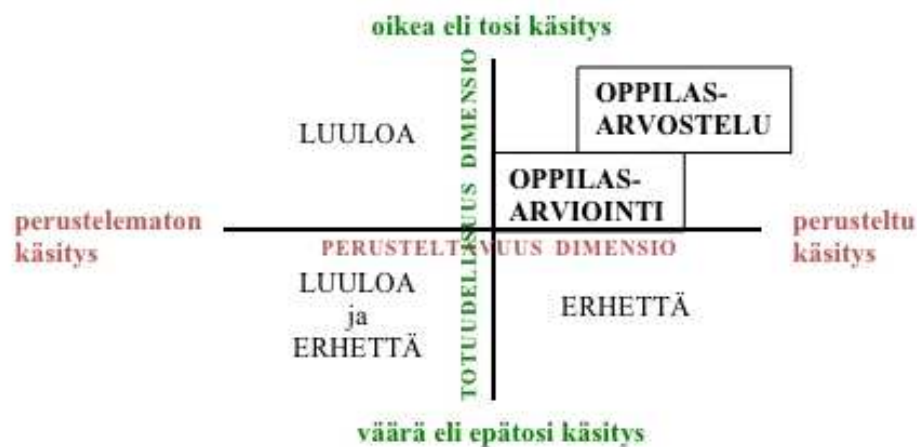 oikea eli tosi käsitys
OPPILAS-
ARVOSTELU
LUULOA
OPPILAS-
ARVIOINTI
perustelematon
käsitys
perusteltu
käsitys
PERUSTELTAVUUS DIMENSIO
TOTUUDELLISUUS DIMENSIO
LUULOA
ja
ERHETTÄ
ERHETTÄ
väärä eli epätosi käsitys